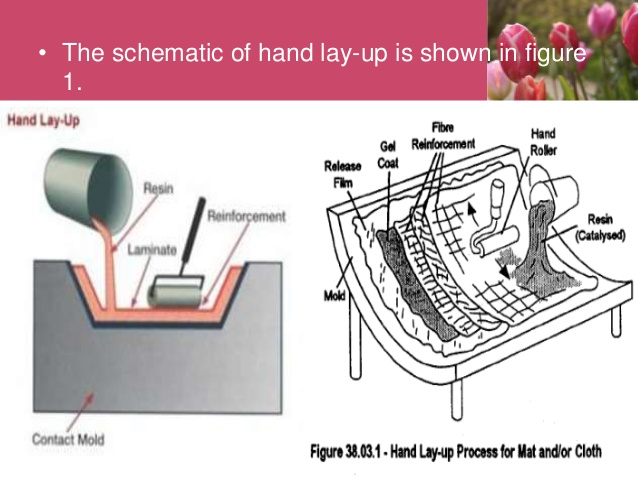 • The schematic of hand lay-up is shown in figure
1.
Hand Lay-Up
Resin
Reinforcement
Laminate
Contact Mold
Fibre
Reinforcement
Gel
Coat
Hand
Roller
Release
Film
Resin
(Catalysed)
Mold
Figure 38.03.1 - Hand Lay-up Process for Mat and/or Cloth